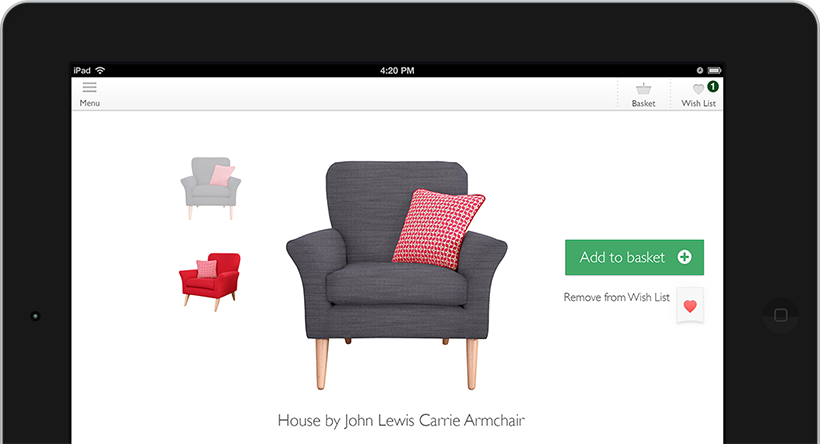 iPad
4:20 PM
Menu
Basket
Wish List
1
Add to basket
Remove from Wish List
House by John Lewis Carrie Armchair